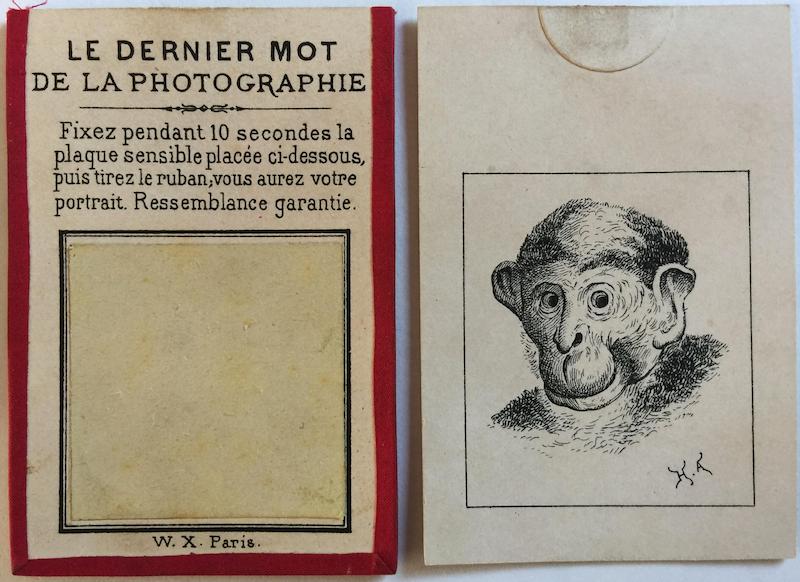 LE DERNIER MOT
DE LA PHOTOGRAPHIE
Fixez pendant 10 secondes la
plaque sensible placée ci-dessous,
puis tirez le ruban, vous aurez votre
portrait. Ressemblance garantie.
W. X. Paris.
H. K